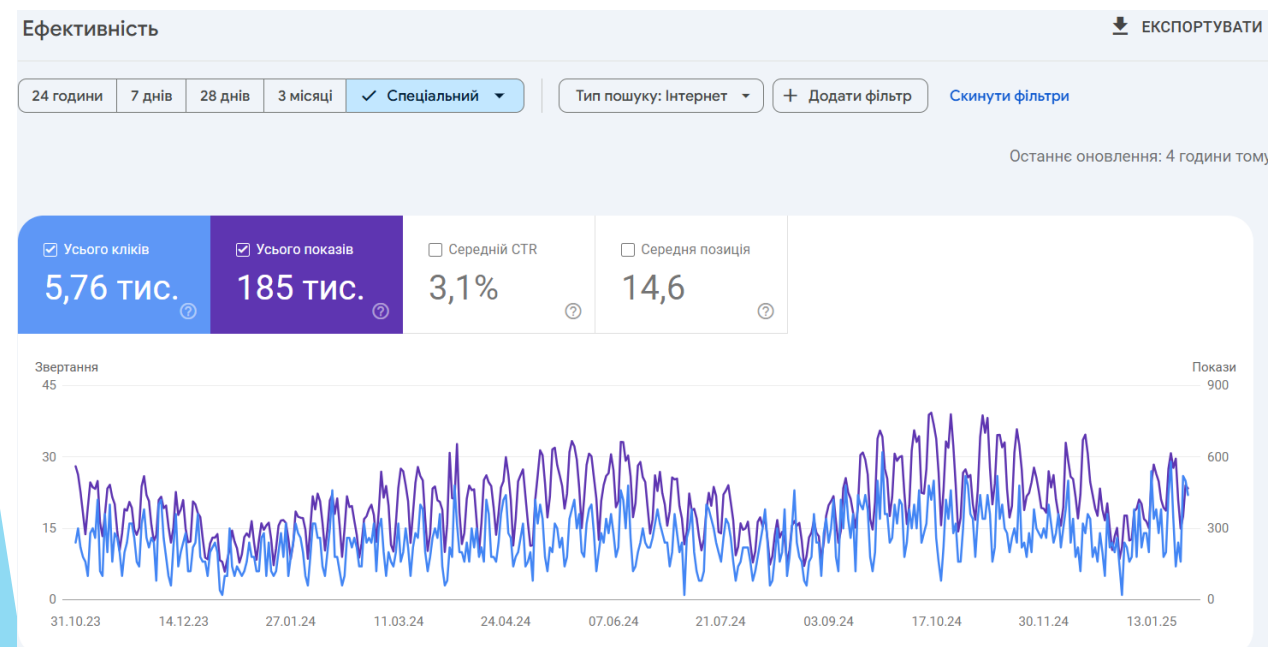 Ефективність
ЕКСПОРТУВАТИ
24 години 7 днів 28 днів 3 місяці Спеціальний Тип пошуку: Інтернет + Додати фільтр Скинути фільтри
Останнє оновлення: 4 години тому
Усього кліків Усього показів Середній CTR Середня позиція
5,76 тис. 185 тис. 3,1% 14,6
Звертання Покази
45 900
30 600
15 300
0 0
31.10.23 14.12.23 27.01.24 11.03.24 24.04.24 07.06.24 21.07.24 03.09.24 17.10.24 30.11.24 13.01.25